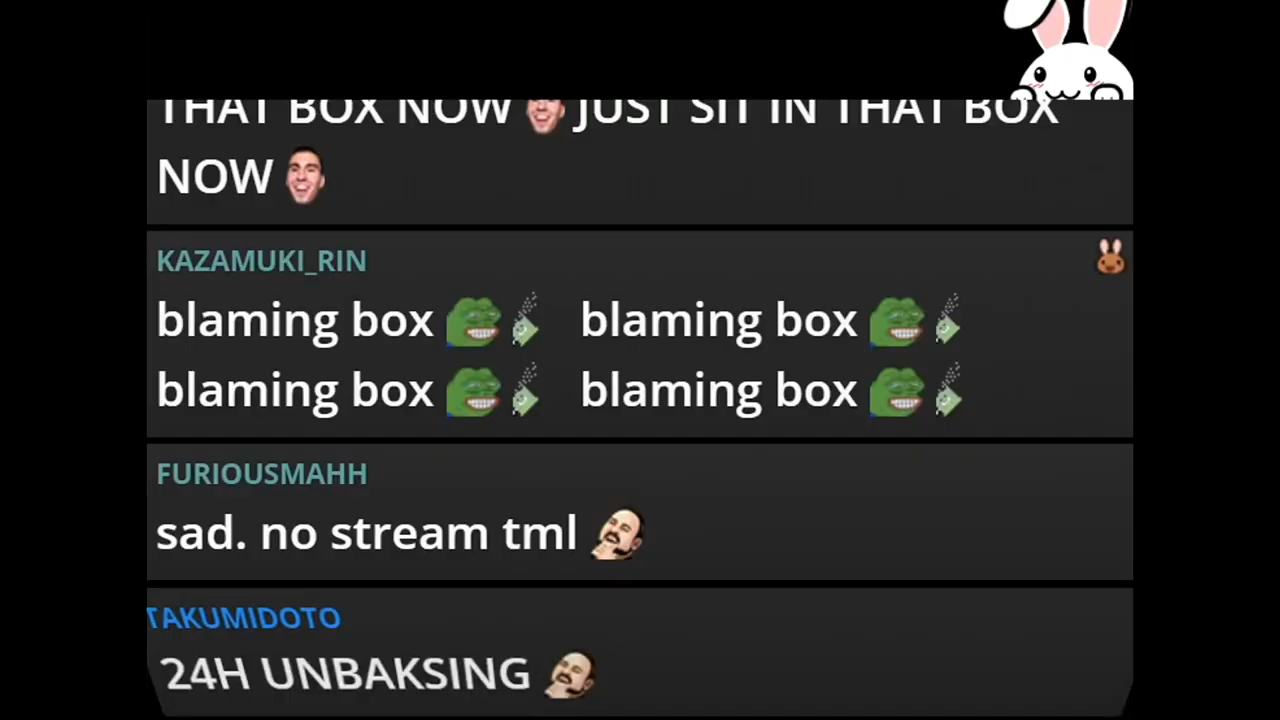 THAT BOX NOW JUST SIT IN THAT BOX
NOW
KAZAMUKI_RIN
blaming box blaming box
blaming box blaming box
FURIOUSMAHH
sad. no stream tml
TAKUMIDOTO
24H UNBAKSING